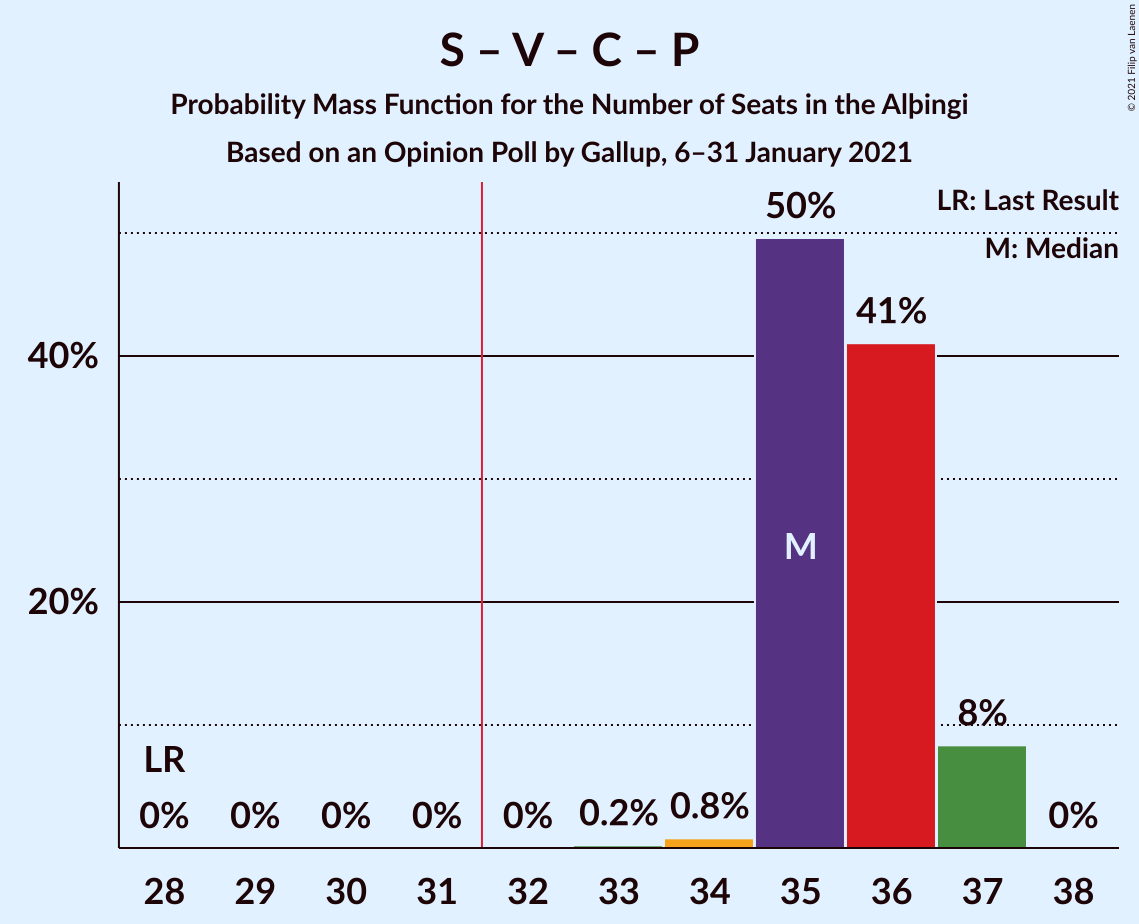 S – V – C – P
Probability Mass Function for the Number of Seats in the Alþingi
Based on an Opinion Poll by Gallup, 6–31 January 2021
© 2021 Filip van Laenen
LR: Last Result
M: Median
50%
41%
40%
M
20%
8%
LR
0%
0%
0%
0%
0%
0.2%
0.8%
0%
28 29 30 31 32 33 34 35 36 37 38